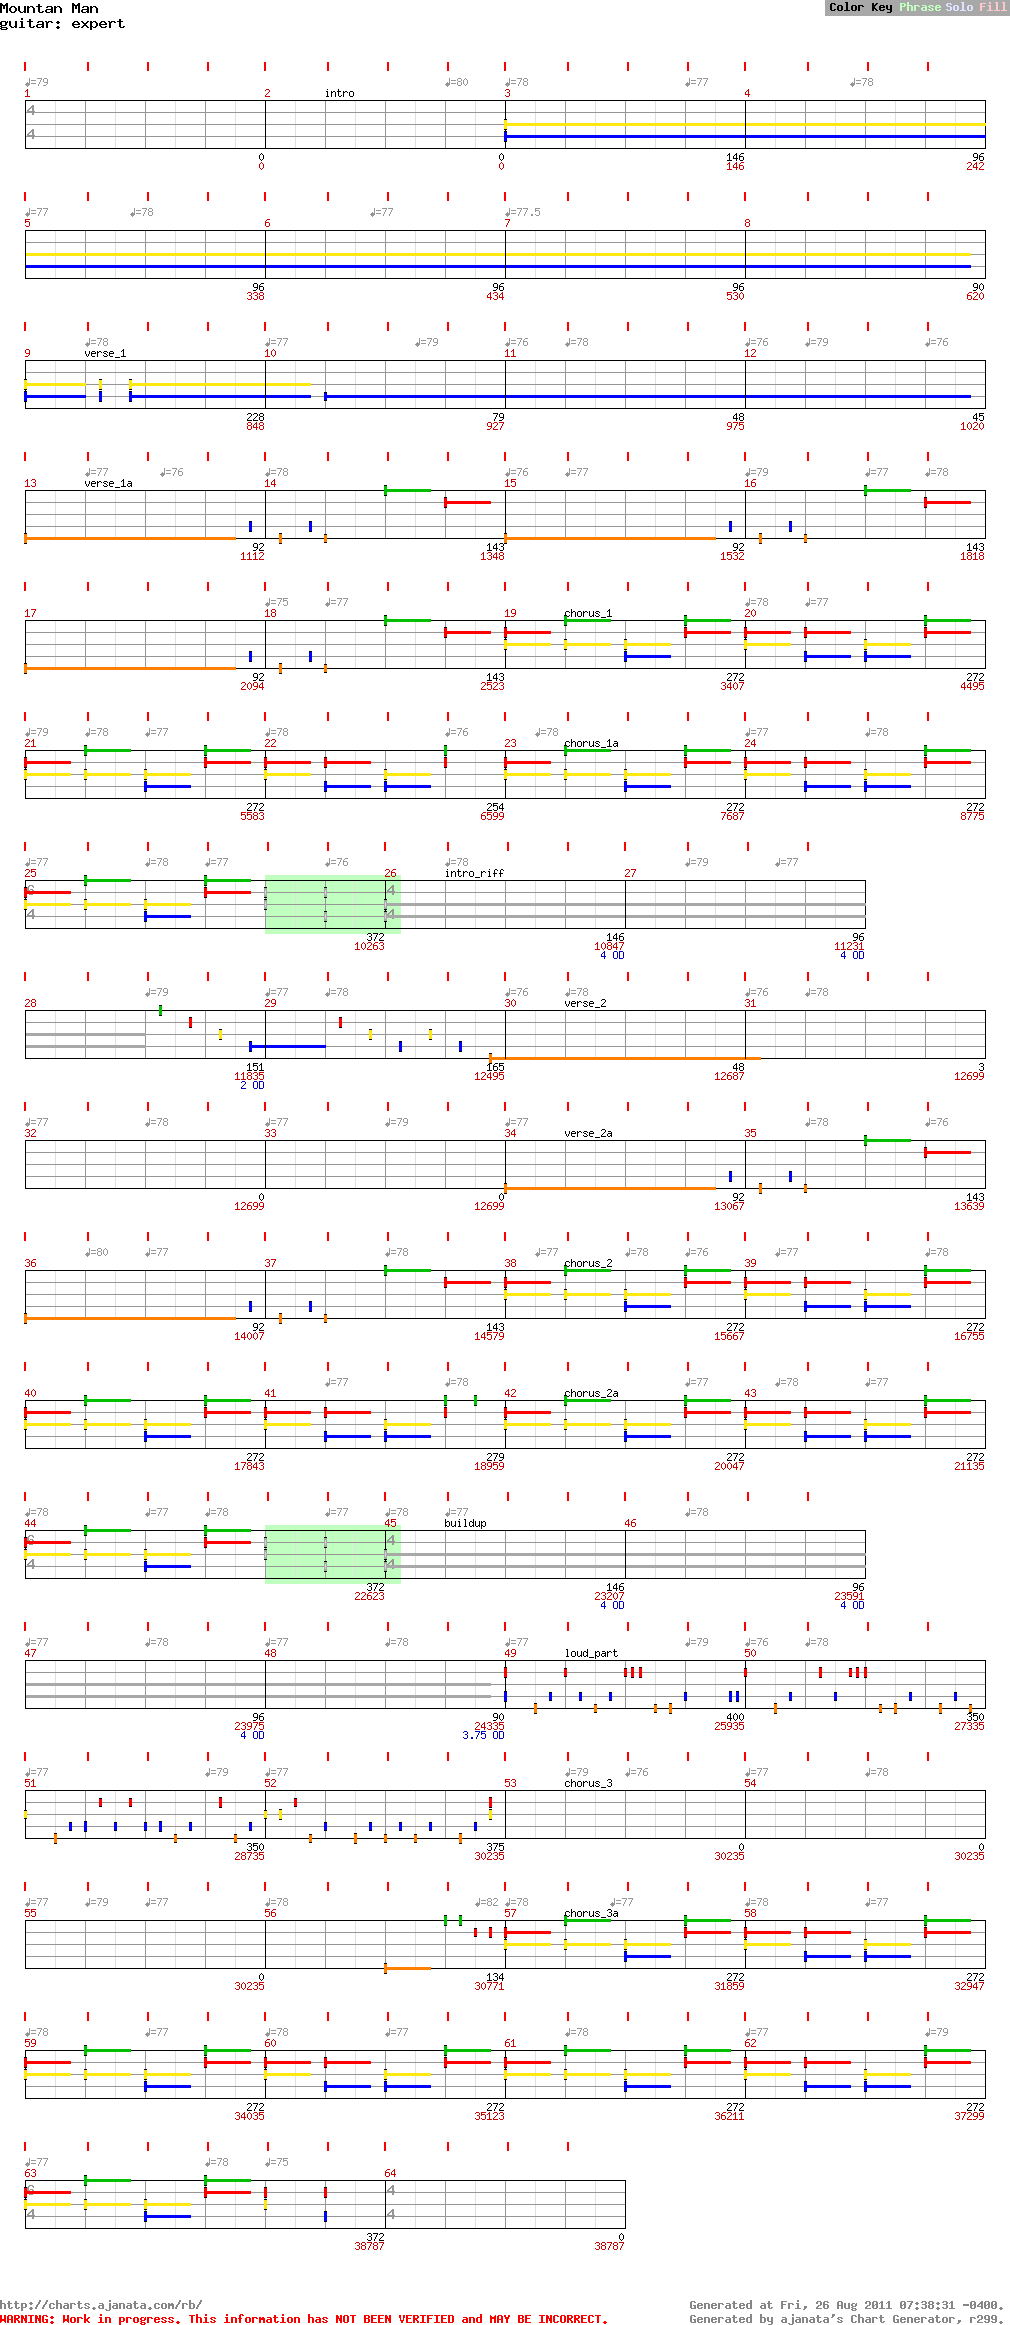 Mountan Man
guitar: expert
Color Key Phrase Solo Fill
♩=79 ♩=80 ♩=78 ♩=77 ♩=78
1 2 intro 3 4
4
4
0 0 146 96
0 0 146 242
♩=77 ♩=78 ♩=77 ♩=77.5
5 6 7 8
96 96 96 90
338 434 530 620
♩=78 ♩=77 ♩=79 ♩=76 ♩=78 ♩=76 ♩=79 ♩=76
9 verse_1 10 11 12
228 79 48 45
848 927 975 1020
♩=77 ♩=76 ♩=78 ♩=76 ♩=77 ♩=79 ♩=77 ♩=78
13 verse_1a 14 15 16
92 143 92 143
1112 1348 1532 1818
♩=75 ♩=77 ♩=78 ♩=77
17 18 19 chorus_1 20
92 143 272 272
2094 2523 3407 4495
♩=79 ♩=78 ♩=77 ♩=78 ♩=76 ♩=78 ♩=77 ♩=78
21 22 23 chorus_1a 24
272 254 272 272
5583 6599 7687 8775
♩=77 ♩=78 ♩=77 ♩=76 ♩=78 ♩=79 ♩=77
25 26 intro_riff 27
6 4
4 4
372 146 96
10263 10847 11231
4 OD 4 OD
♩=79 ♩=77 ♩=78 ♩=76 ♩=78 ♩=76 ♩=78
28 29 30 verse_2 31
151 165 48 3
11835 12495 12687 12699
2 OD
♩=77 ♩=78 ♩=77 ♩=79 ♩=77 ♩=78 ♩=76
32 33 34 verse_2a 35
0 0 92 143
12699 12699 13067 13639
♩=80 ♩=77 ♩=78 ♩=77 ♩=78 ♩=76 ♩=77 ♩=78
36 37 38 chorus_2 39
92 143 272 272
14007 14579 15667 16755
♩=77 ♩=78 ♩=77 ♩=78 ♩=77
40 41 42 chorus_2a 43
272 279 272 272
17843 18959 20047 21135
♩=78 ♩=77 ♩=78 ♩=77 ♩=78 ♩=77 ♩=78
44 45 buildup 46
6 4
4 4
372 146 96
22623 23207 23591
4 OD 4 OD
♩=77 ♩=78 ♩=77 ♩=78 ♩=77 ♩=79 ♩=76 ♩=78
47 48 49 loud_part 50
96 90 400 350
23975 24335 25935 27335
4 OD 3.75 OD
♩=77 ♩=79 ♩=77 ♩=79 ♩=76 ♩=77 ♩=78
51 52 53 chorus_3 54
350 375 0 0
28735 30235 30235 30235
♩=77 ♩=79 ♩=77 ♩=78 ♩=82 ♩=78 ♩=77 ♩=78 ♩=77
55 56 57 chorus_3a 58
0 134 272 272
30235 30771 31859 32947
♩=78 ♩=77 ♩=78 ♩=77 ♩=78 ♩=77 ♩=79
59 60 61 62
272 272 272 272
34035 35123 36211 37299
♩=77 ♩=78 ♩=75
63 64
6 4
4 4
372 0
38787 38787
http://charts.ajanata.com/rb/ Generated at Fri, 26 Aug 2011 07:38:31 -0400.
WARNING: Work in progress. This information has NOT BEEN VERIFIED and MAY BE INCORRECT. Generated by ajanata's Chart Generator, r299.